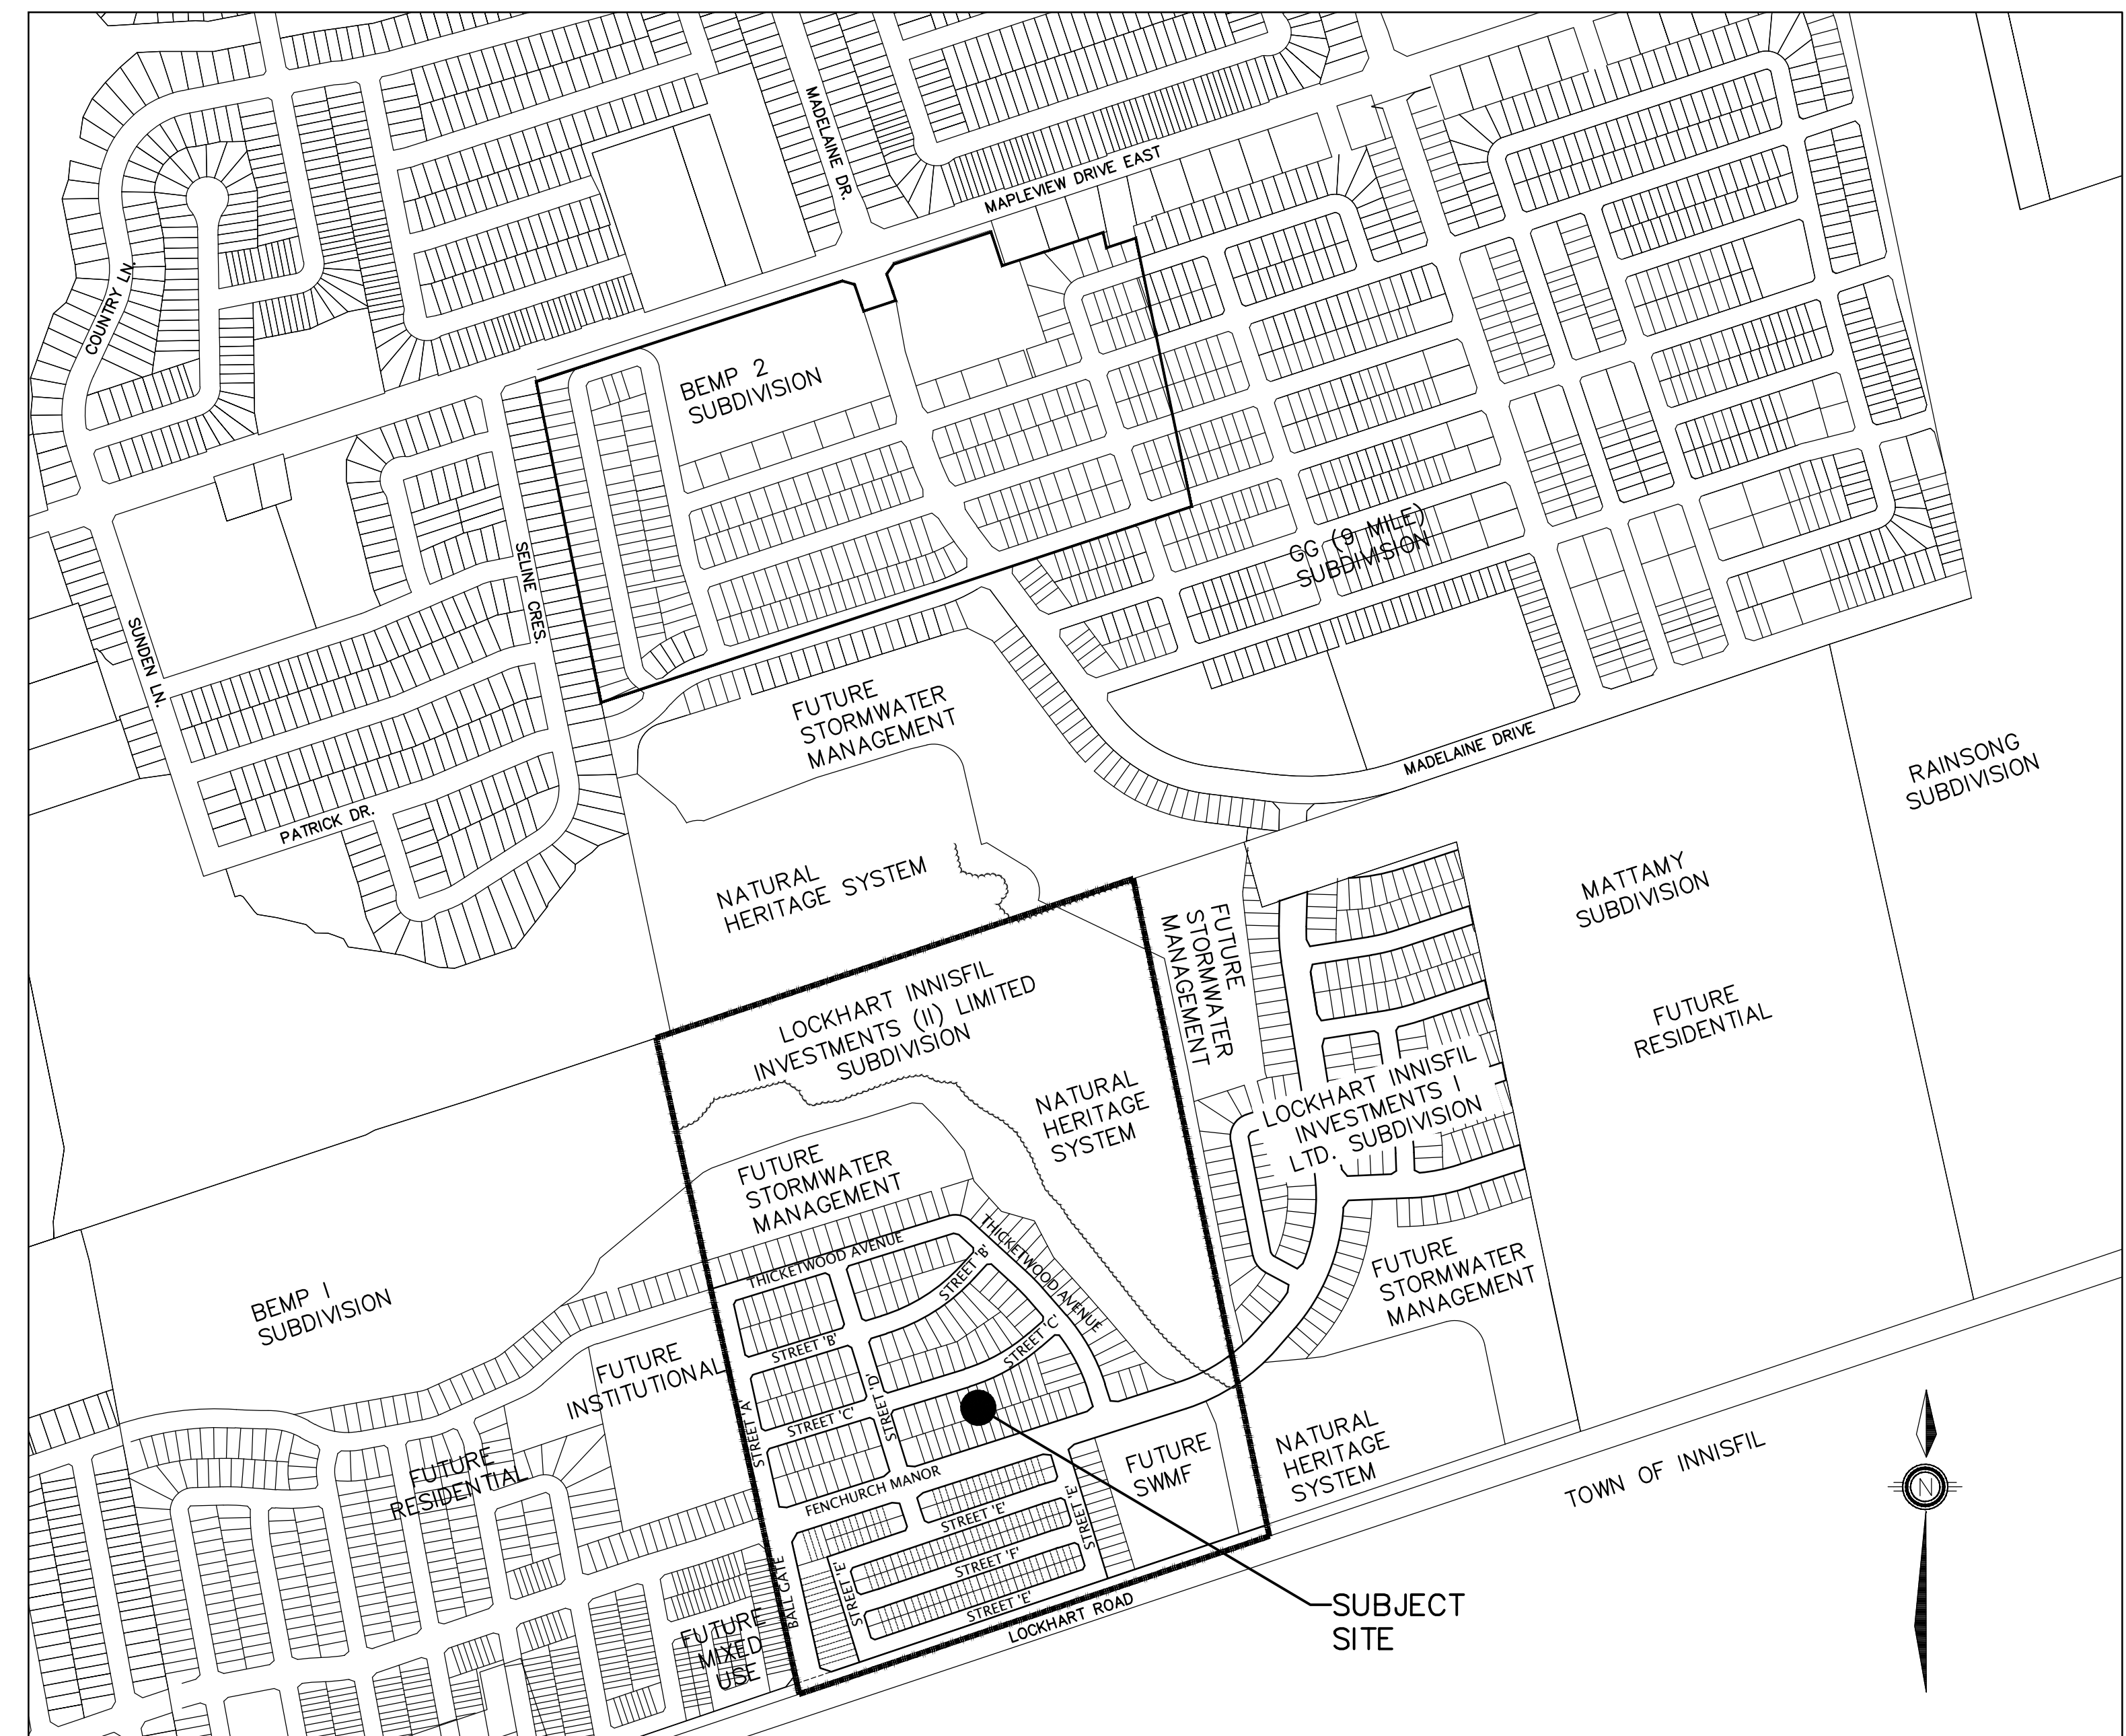 MADELAINE DR.
MAPLEVIEW DRIVE EAST
COUNTRY LN.
BEMP 2
SUBDIVISION
GG (9 MILE)
SUBDIVISION
SELINE CRES.
SUNDEN LN.
PATRICK DR.
FUTURE
STORMWATER
MANAGEMENT
MADELAINE DRIVE
RAINSONG
SUBDIVISION
NATURAL
HERITAGE SYSTEM
MATTAMY
SUBDIVISION
FUTURE
STORMWATER
MANAGEMENT
LOCKHART INNISFIL
INVESTMENTS (II) LIMITED
SUBDIVISION
FUTURE
RESIDENTIAL
NATURAL
HERITAGE
SYSTEM
LOCKHART INNISFIL
INVESTMENTS I
LTD. SUBDIVISION
FUTURE
STORMWATER
MANAGEMENT
THICKETWOOD AVENUE
THICKETWOOD AVENUE
STREET 'B'
FUTURE
STORMWATER
MANAGEMENT
BEMP I
SUBDIVISION
FUTURE
INSTITUTIONAL
STREET 'B'
STREET 'C'
STREET 'D'
STREET 'A'
STREET 'C'
FUTURE
RESIDENTIAL
FENCHURCH MANOR
FUTURE
SWMF
NATURAL
HERITAGE
SYSTEM
TOWN OF INNISFIL
N
STREET 'E'
STREET 'E'
STREET 'F'
STREET 'E'
STREET 'E'
BALL GATE
FUTURE
MIXED
USE
LOCKHART ROAD
SUBJECT
SITE